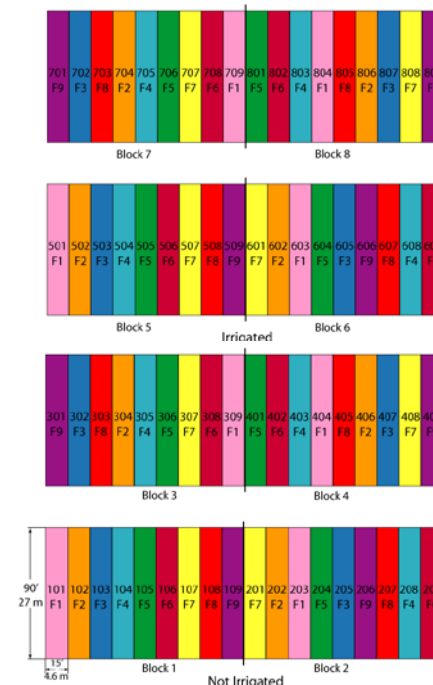 701 702 703 704 705 706 707 708 709 801 802 803 804 805 806 807 808
F9 F3 F8 F2 F4 F5 F7 F6 F1 F5 F6 F4 F1 F8 F2 F3 F7
Block 7 Block 8
501 502 503 504 505 506 507 508 509 601 602 603 604 605 606 607 608
F1 F2 F3 F4 F5 F6 F7 F8 F9 F7 F2 F1 F5 F3 F9 F8 F4
Block 5 Block 6
Irrigated
301 302 303 304 305 306 307 308 309 401 402 403 404 405 406 407 408
F9 F3 F8 F2 F4 F5 F7 F6 F1 F5 F6 F4 F1 F8 F2 F3 F7
Block 3 Block 4
90'
27 m
101 102 103 104 105 106 107 108 109 201 202 203 204 205 206 207 208
F1 F2 F3 F4 F5 F6 F7 F8 F9 F7 F2 F1 F5 F3 F9 F8 F4
15'
4.6 m
Block 1 Block 2
Not Irrigated